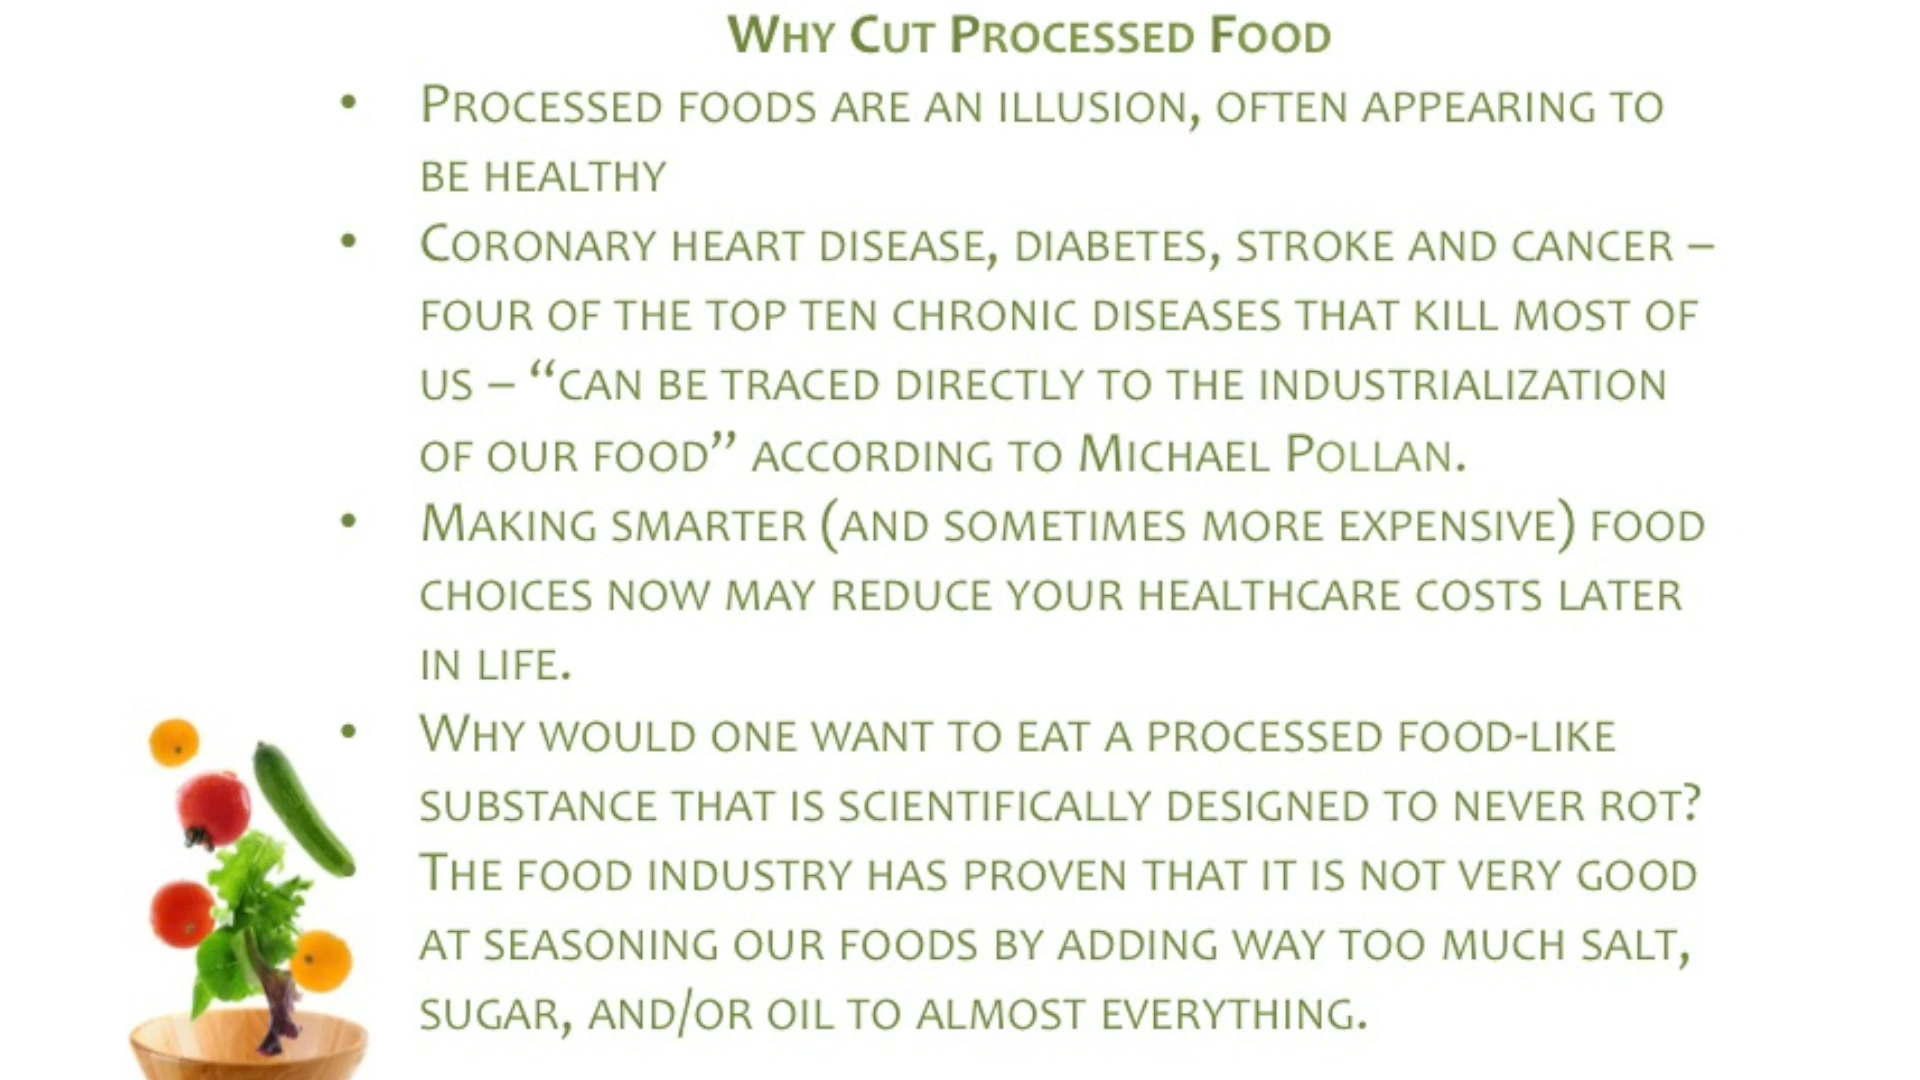 Why Cut Processed Food
• Processed foods are an illusion, often appearing to
be healthy
• Coronary heart disease, diabetes, stroke and cancer –
four of the top ten chronic diseases that kill most of
us – “can be traced directly to the industrialization
of our food” according to Michael Pollan.
• Making smarter (and sometimes more expensive) food
choices now may reduce your healthcare costs later
in life.
• Why would one want to eat a processed food-like
substance that is scientifically designed to never rot?
The food industry has proven that it is not very good
at seasoning our foods by adding way too much salt,
sugar, and/or oil to almost everything.